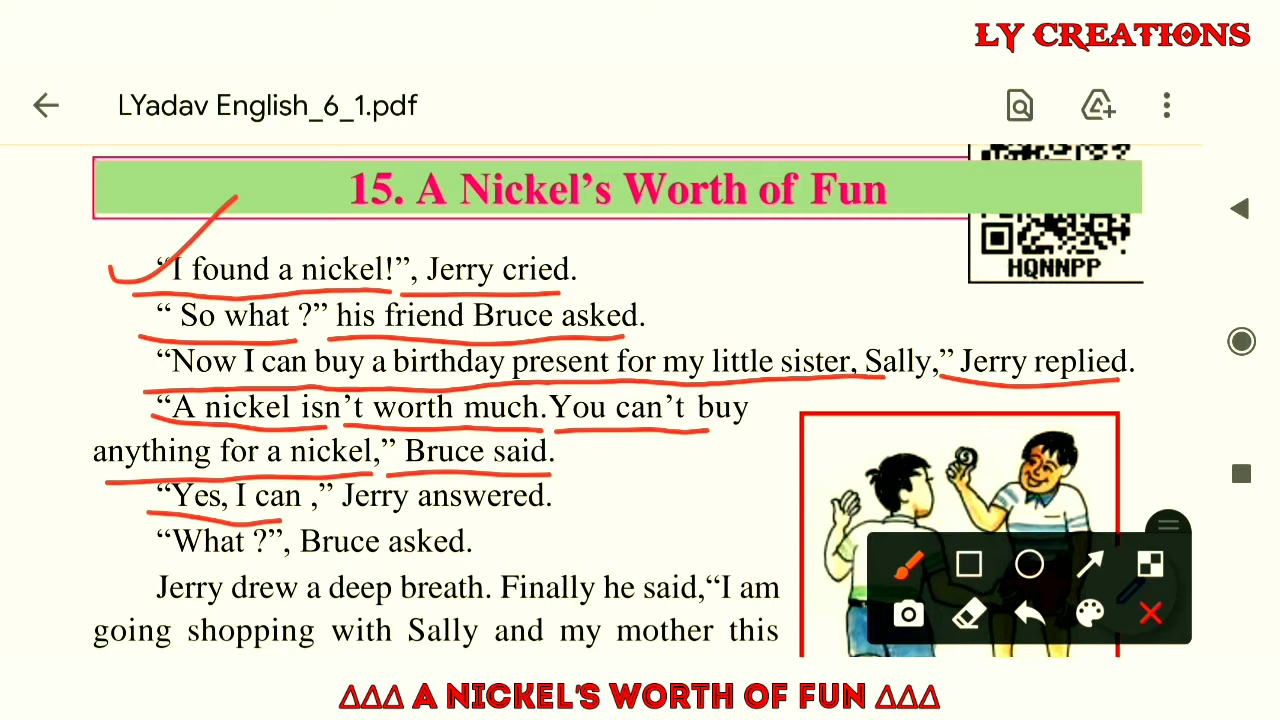 LY CREATIONS
LYadav English_6_1.pdf
15. A Nickel's Worth of Fun
HQNNPP
“I found a nickel!”, Jerry cried.
“ So what ?” his friend Bruce asked.
“Now I can buy a birthday present for my little sister, Sally,” Jerry replied.
“A nickel isn't worth much.You can't buy
anything for a nickel,” Bruce said.
“Yes, I can ,” Jerry answered.
“What ?”, Bruce asked.
Jerry drew a deep breath. Finally he said,“I am
going shopping with Sally and my mother this
∆∆∆ A NICKEL'S WORTH OF FUN ∆∆∆